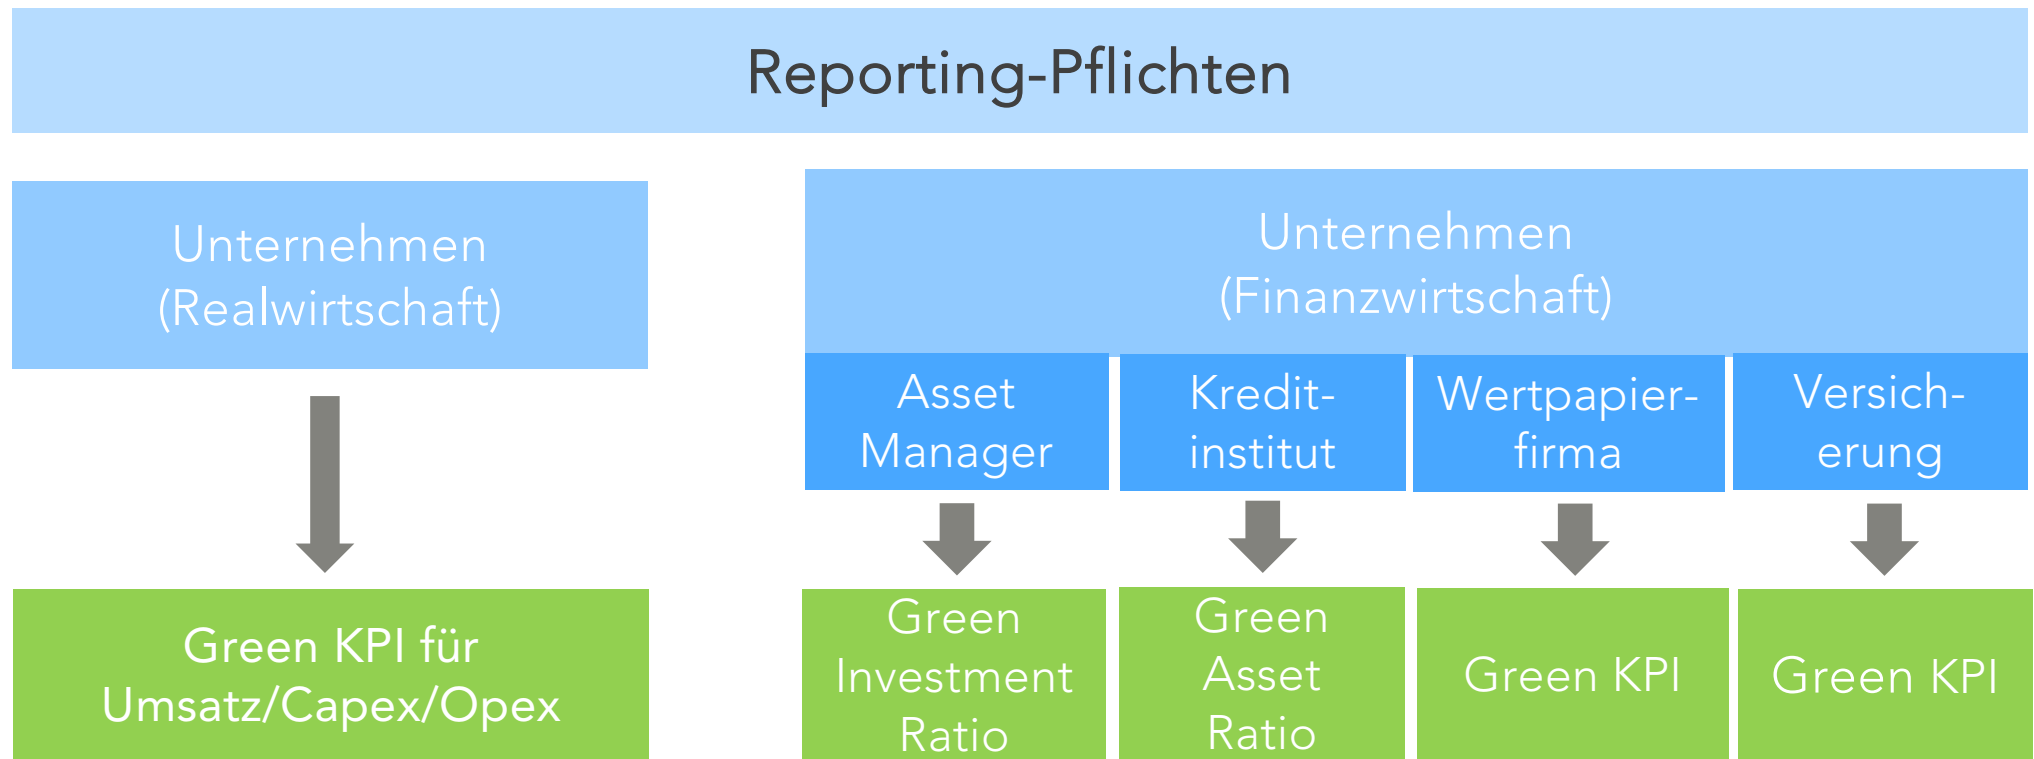 Reporting-Pflichten
Unternehmen
(Realwirtschaft)
Unternehmen
(Finanzwirtschaft)
Asset
Manager
Kredit-
institut
Wertpapier-
firma
Versich-
erung
Green KPI für
Umsatz/Capex/Opex
Green
Investment
Ratio
Green
Asset
Ratio
Green KPI
Green KPI